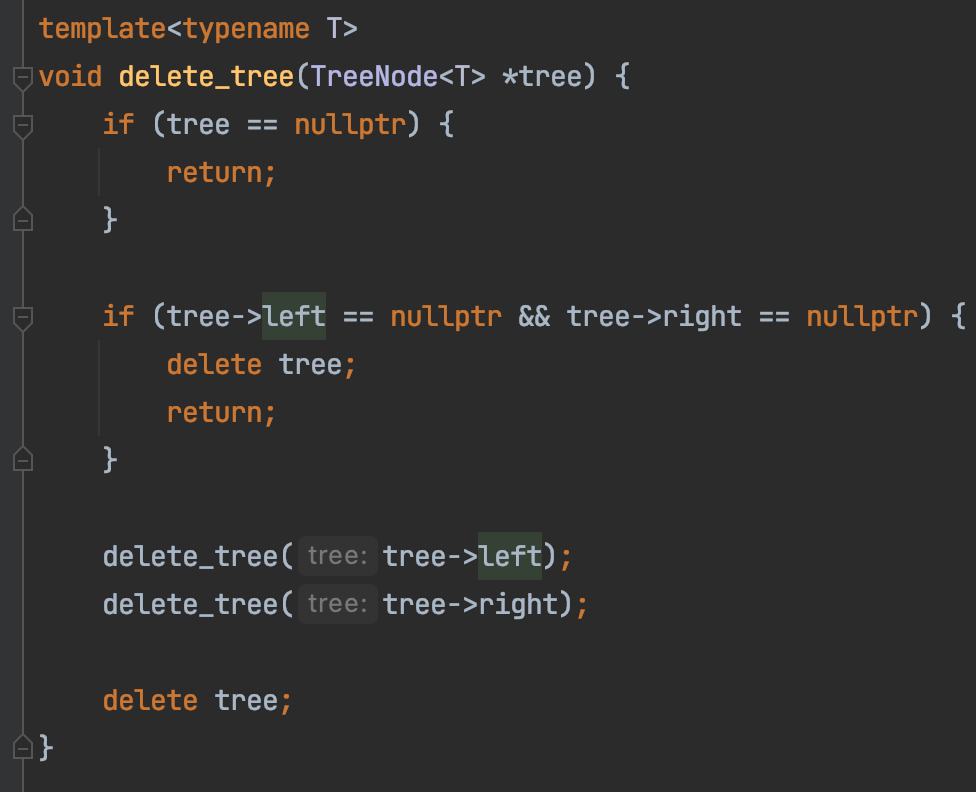 template<typename T>
void delete_tree(TreeNode<T> *tree) {
    if (tree == nullptr) {
        return;
    }

    if (tree->left == nullptr && tree->right == nullptr) {
        delete tree;
        return;
    }

    delete_tree( tree: tree->left);
    delete_tree( tree: tree->right);

    delete tree;
}